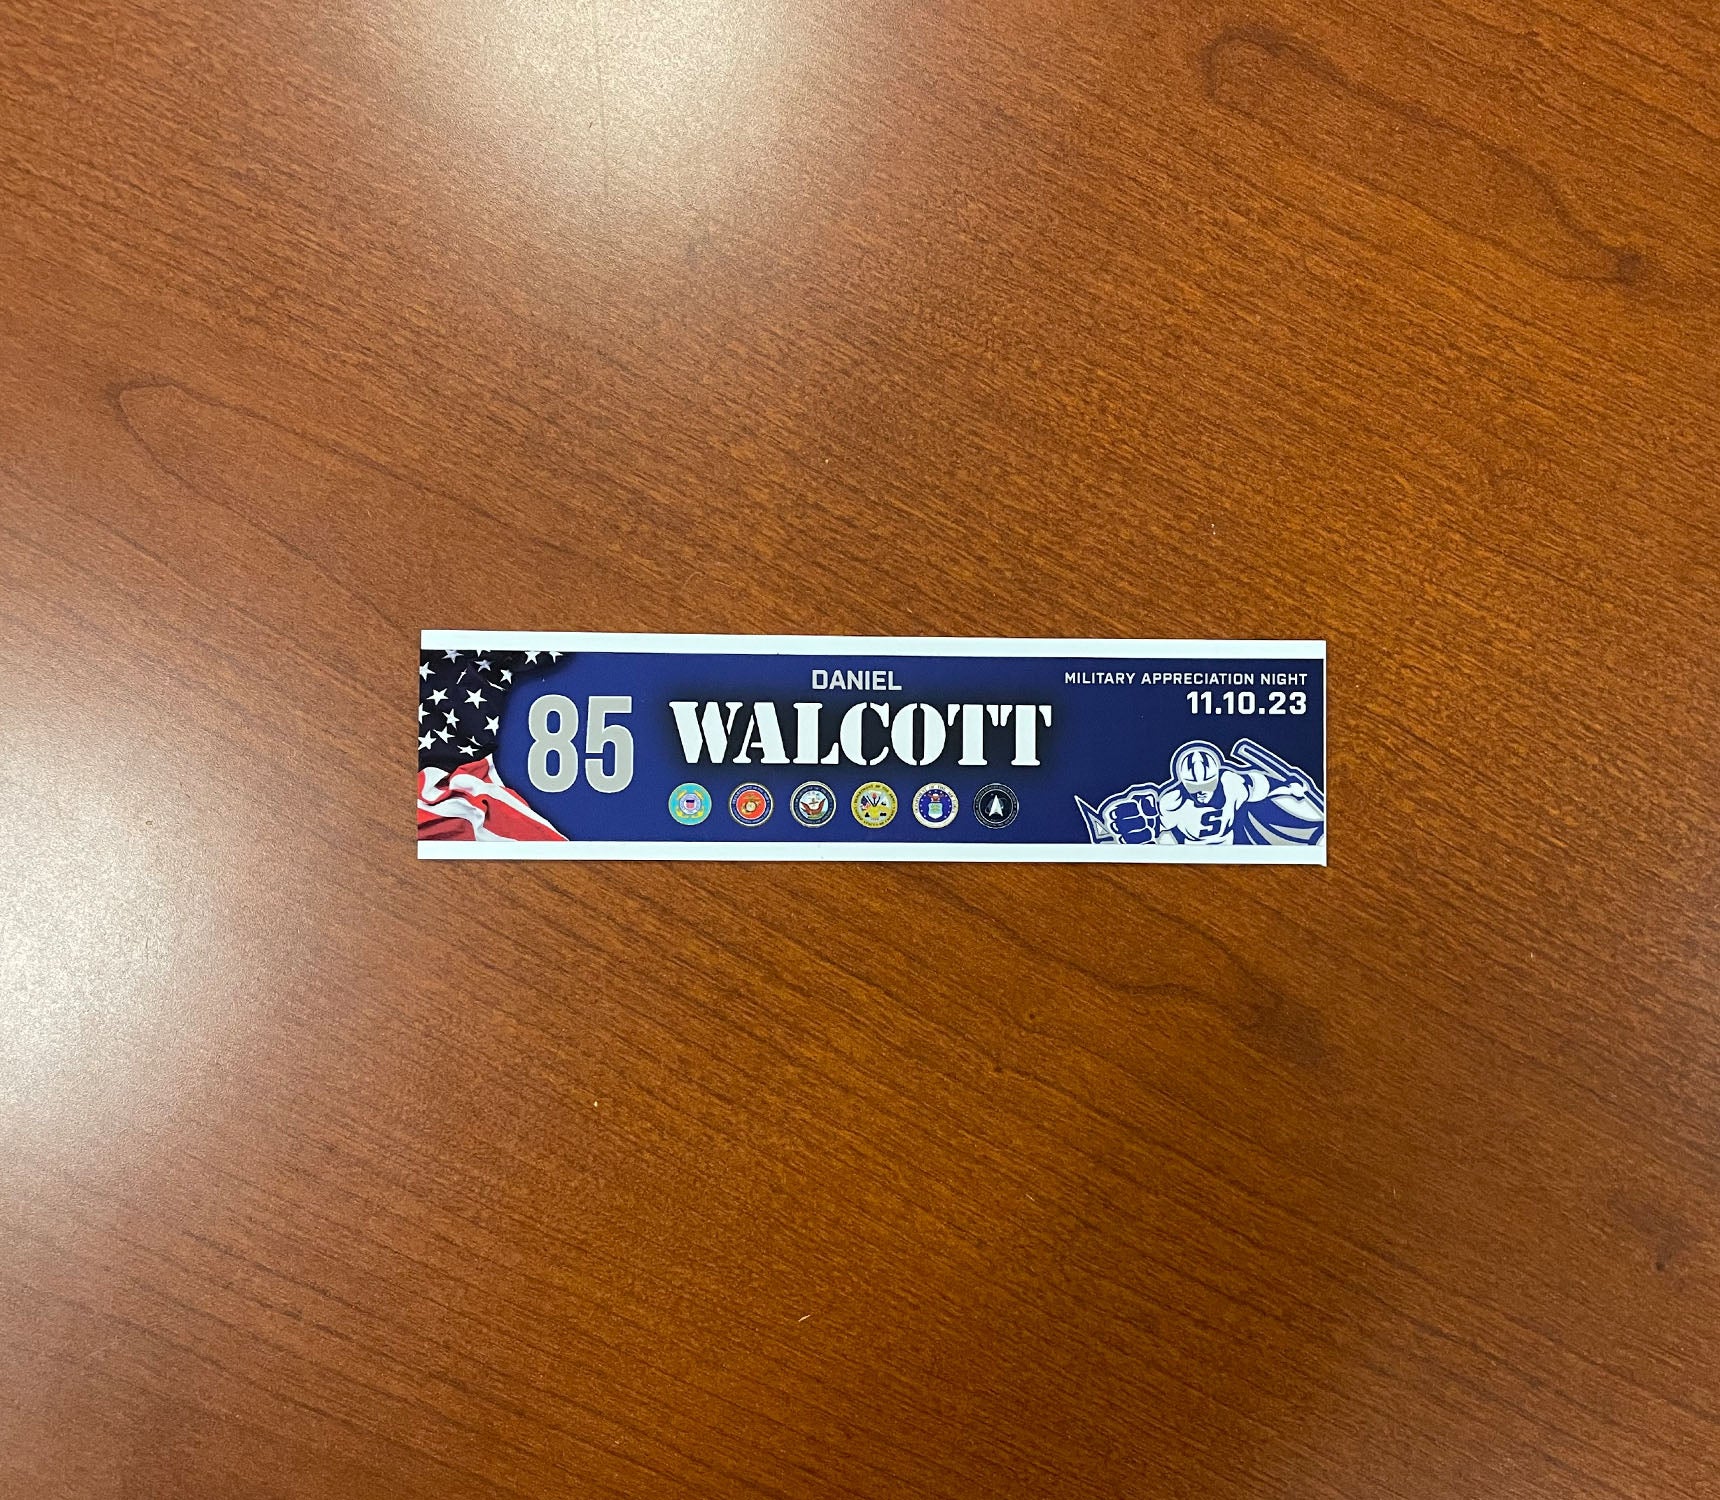 85
DANIEL
WALCOTT
MILITARY APPRECIATION NIGHT
11.10.23
S